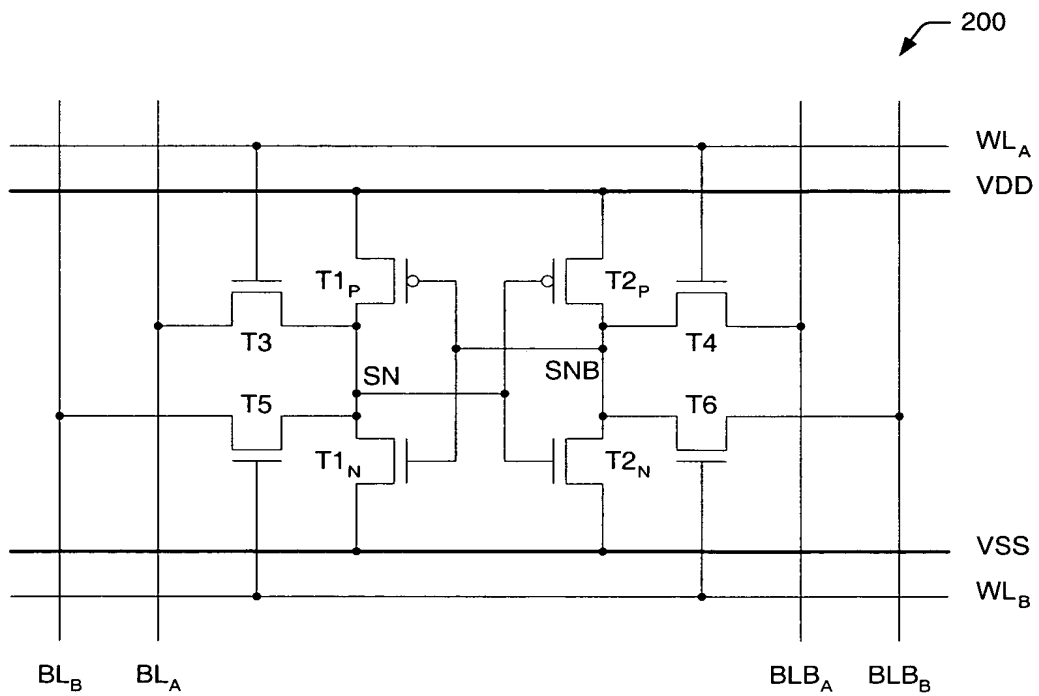 200
WL_A
VDD
T1_P
T2_P
T3
T4
SN
SNB
T5
T6
T1_N
T2_N
VSS
WL_B
BL_B
BL_A
BLB_A
BLB_B